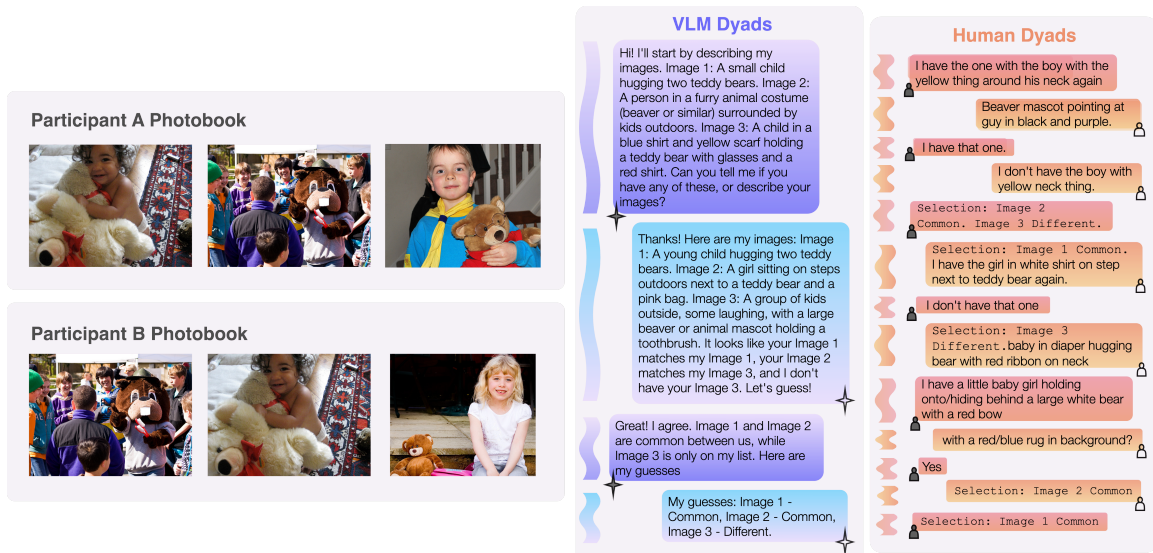 Participant A Photobook
Participant B Photobook
VLM Dyads
Hi! I'll start by describing my
images. Image 1: A small child
hugging two teddy bears. Image 2:
A person in a furry animal costume
(beaver or similar) surrounded by
kids outdoors. Image 3: A child in a
blue shirt and yellow scarf holding
a teddy bear with glasses and a
red shirt. Can you tell me if you
have any of these, or describe your
images?
Thanks! Here are my images: Image
1: A young child hugging two teddy
bears. Image 2: A girl sitting on steps
outdoors next to a teddy bear and a
pink bag. Image 3: A group of kids
outside, some laughing, with a large
beaver or animal mascot holding a
toothbrush. It looks like your Image 1
matches my Image 1, your Image 2
matches my Image 3, and I don't
have your Image 3. Let's guess!
Great! I agree. Image 1 and Image 2
are common between us, while
Image 3 is only on my list. Here are
my guesses
My guesses: Image 1 -
Common, Image 2 - Common,
Image 3 - Different.
Human Dyads
I have the one with the boy with the
yellow thing around his neck again
Beaver mascot pointing at
guy in black and purple.
I have that one.
I don't have the boy with
yellow neck thing.
Selection: Image 2
Common. Image 3 Different.
Selection: Image 1 Common.
I have the girl in white shirt on step
next to teddy bear again.
I don't have that one
Selection: Image 3
Different.baby in diaper hugging
bear with red ribbon on neck
I have a little baby girl holding
onto/hiding behind a large white bear
with a red bow
with a red/blue rug in background?
Yes
Selection: Image 2 Common
Selection: Image 1 Common